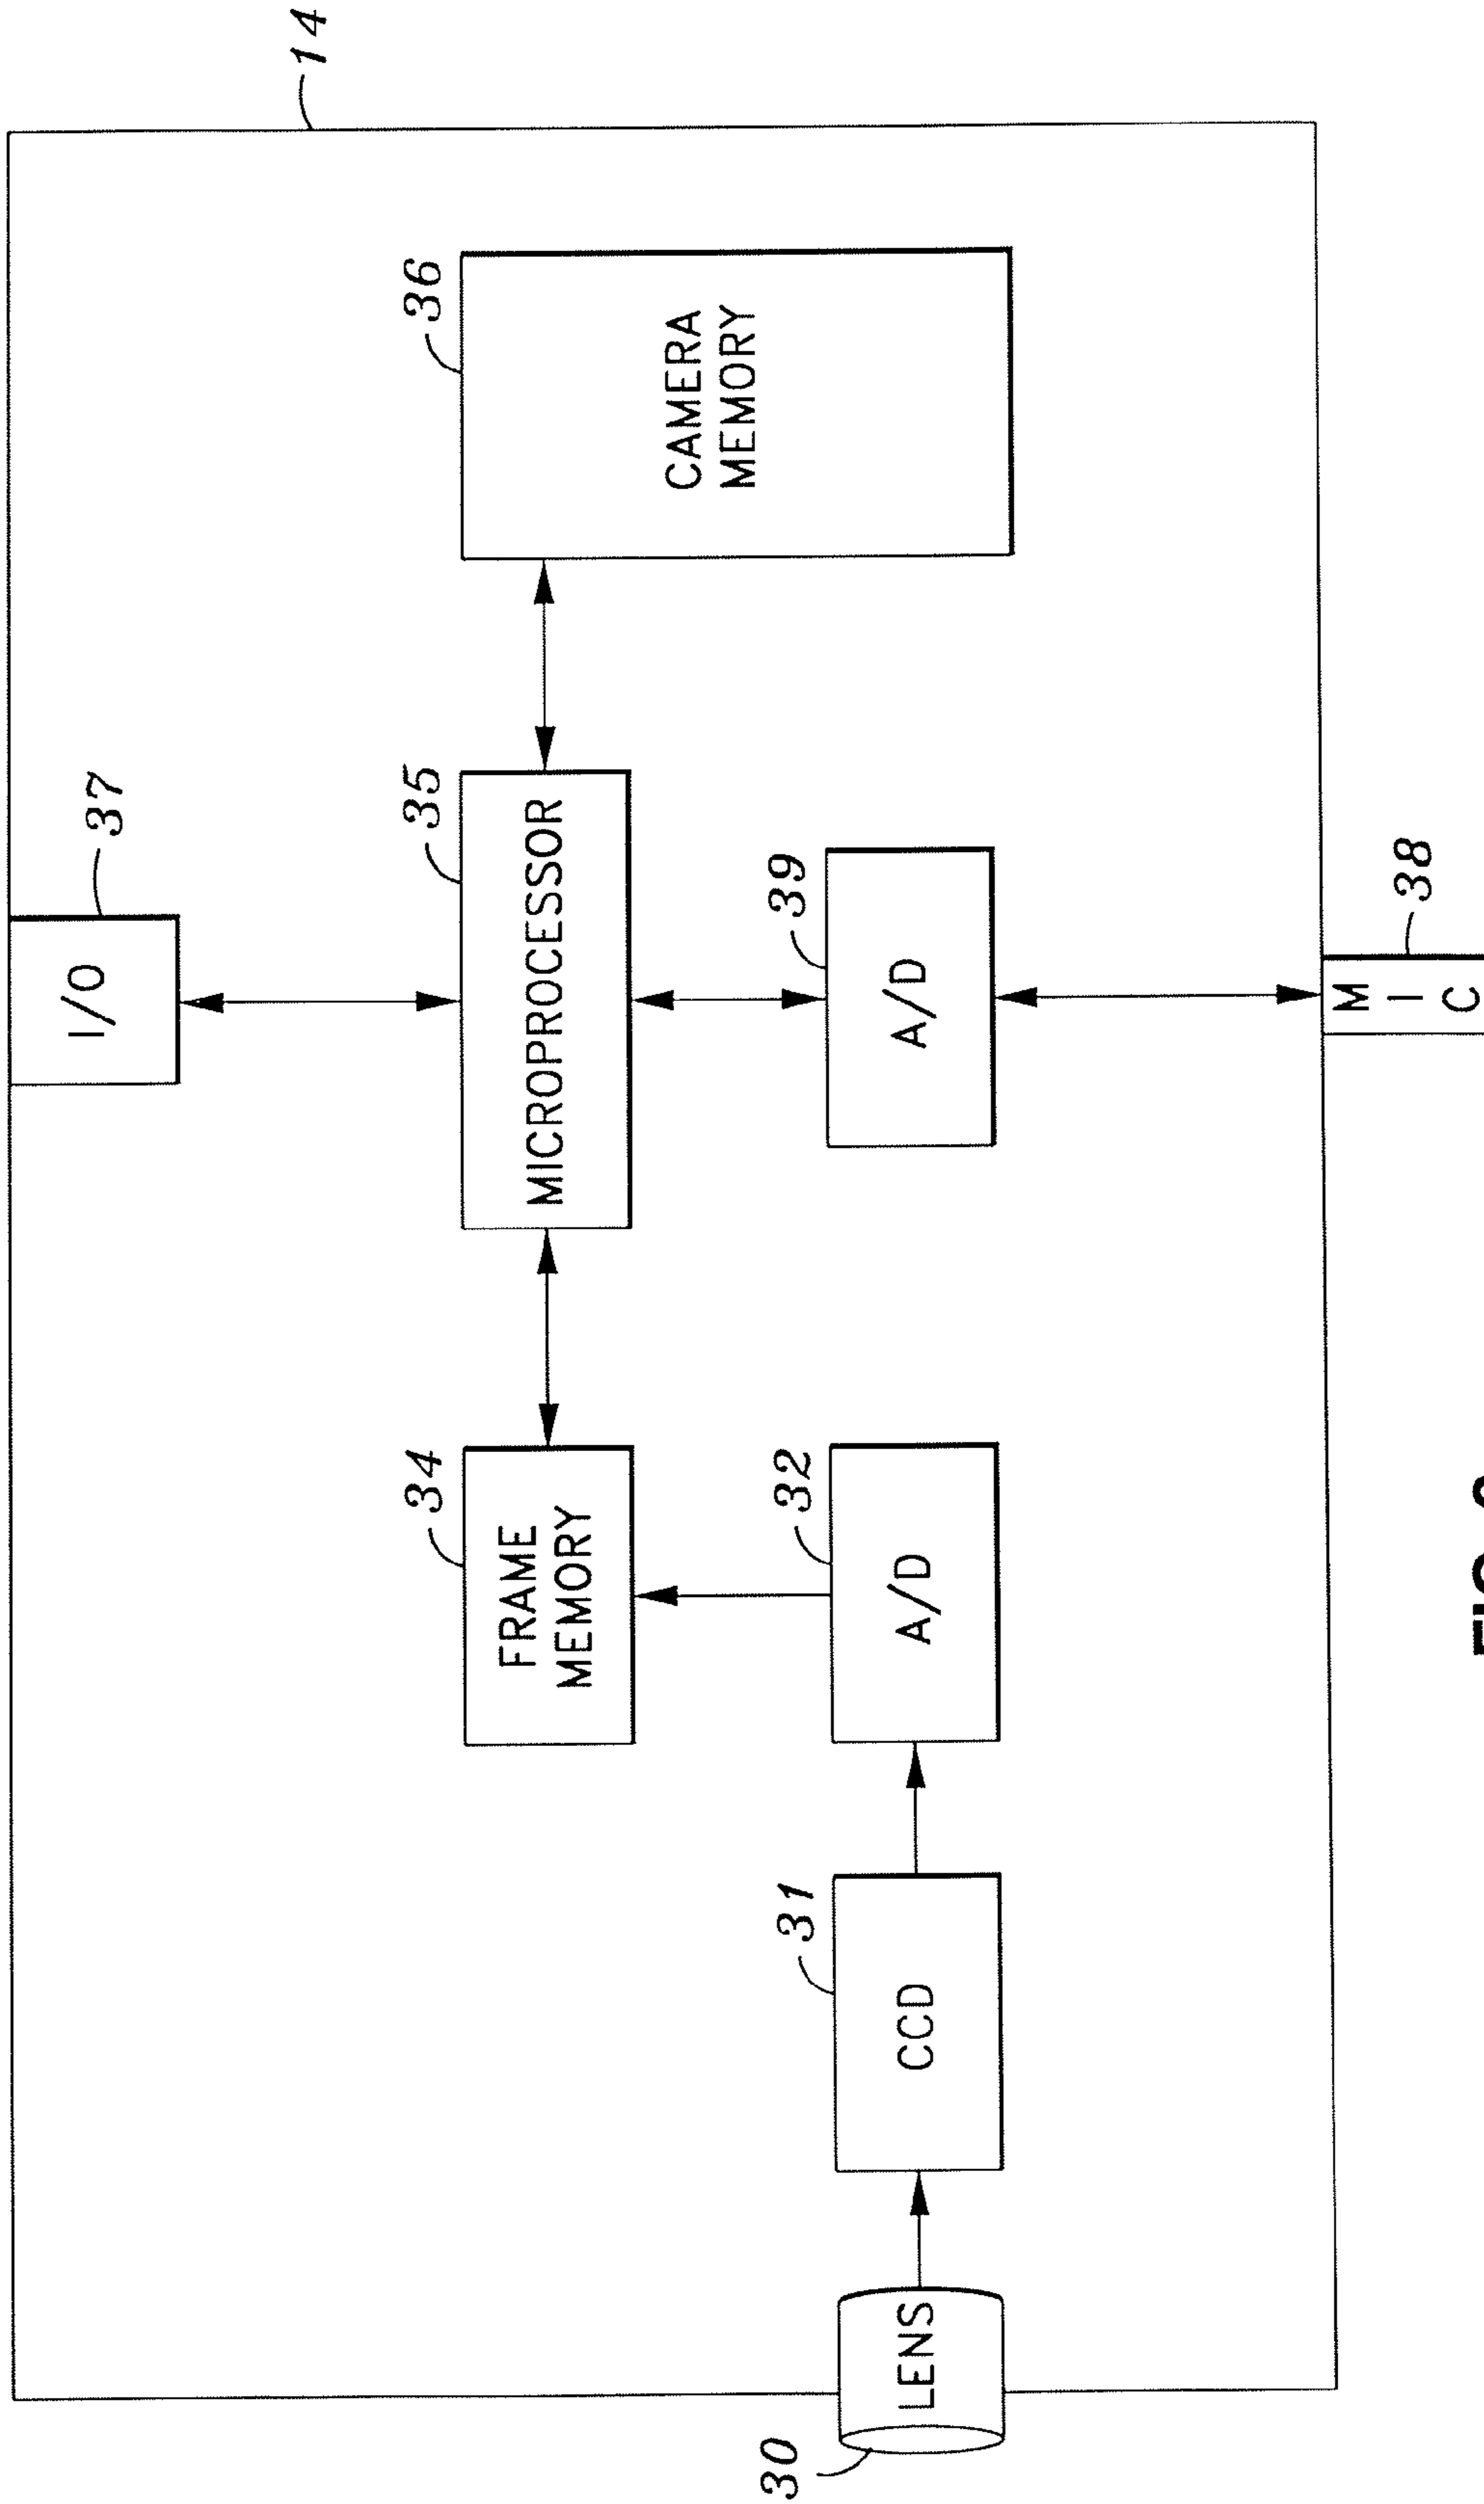 14
37
I/O
36
35
34
CAMERA
MEMORY
MICROPROCESSOR
FRAME
MEMORY
39
32
31
30
A/D
A/D
CCD
LENS
38
M
I
C